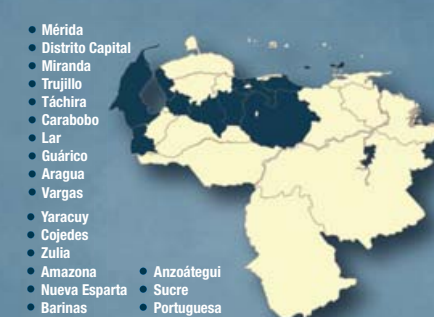 Mérida
Distrito Capital
Miranda
Trujillo
Táchira
Carabobo
Lar
Guárico
Aragua
Vargas
Yaracuy
Cojedes
Zulia
Amazona
Nueva Esparta
Barinas
Anzoátegui
Sucre
Portuguesa